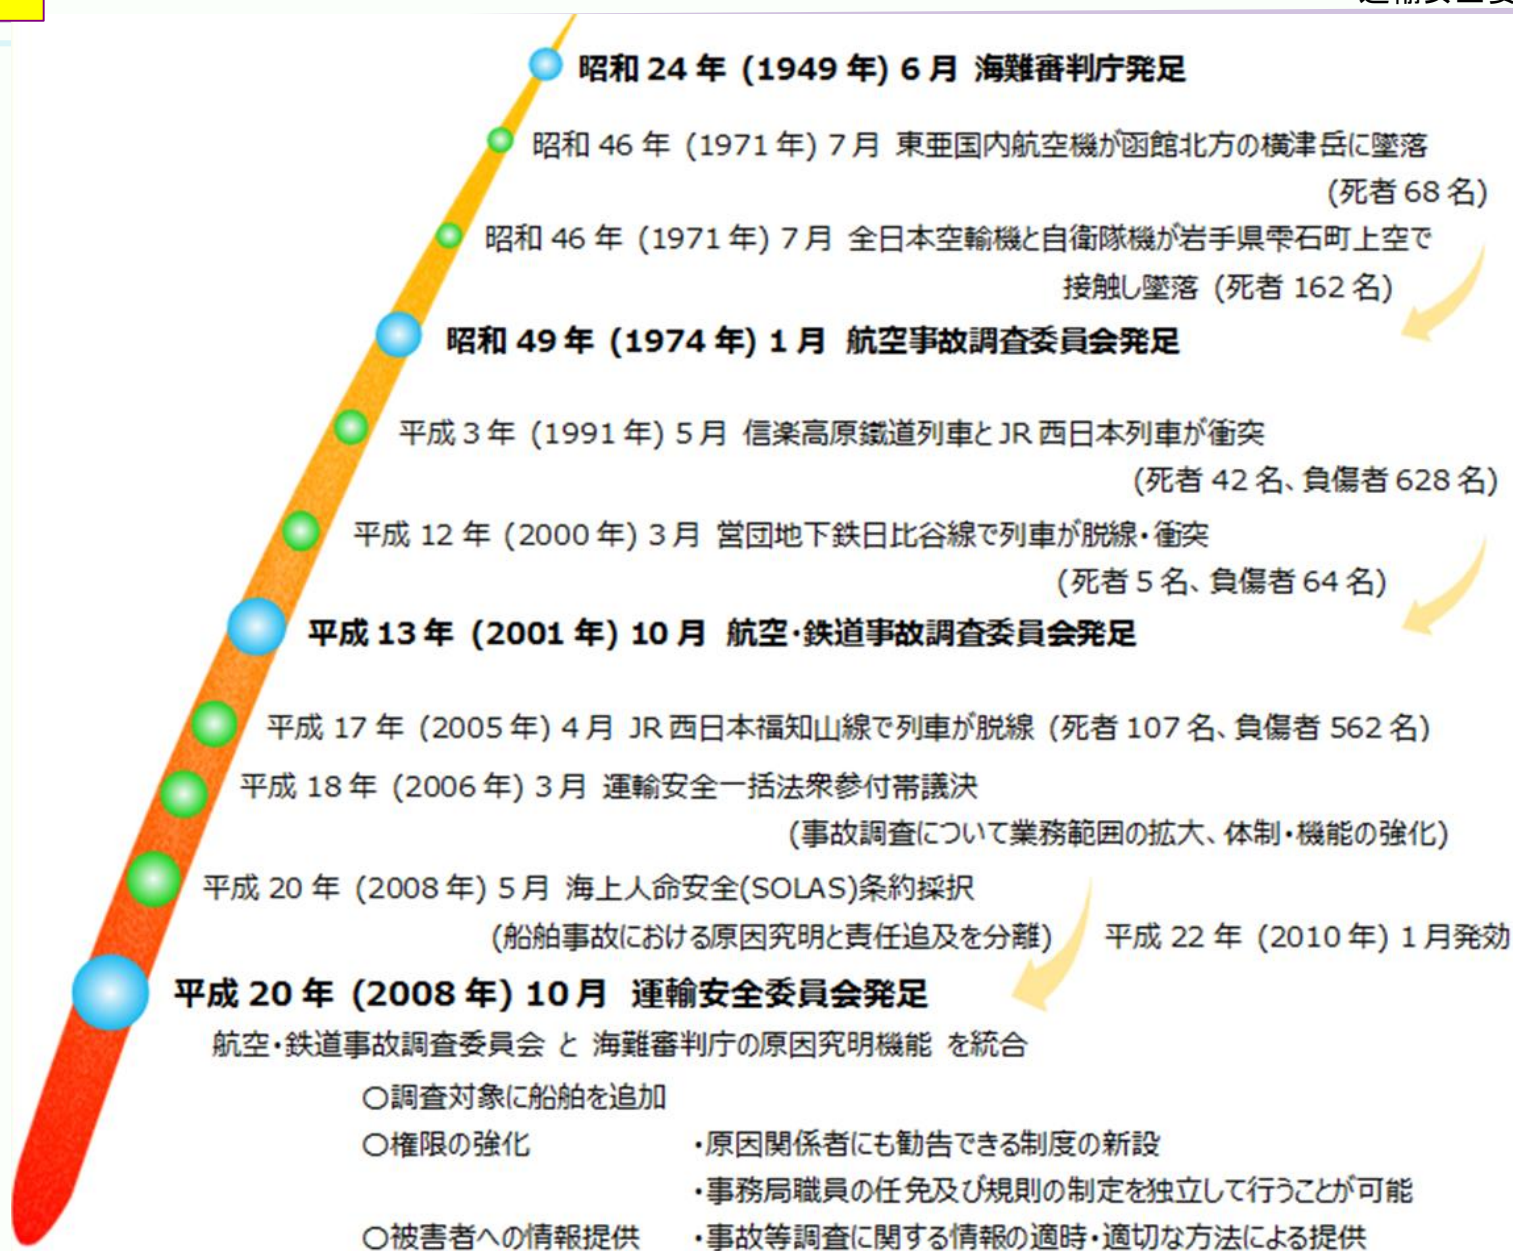 昭和 24 年 (1949 年) 6 月 海難審判庁発足
昭和 46 年 (1971 年) 7 月 東亜国内航空機が函館北方の横津岳に墜落
(死者 68 名)
昭和 46 年 (1971 年) 7 月 全日本空輸機と自衛隊機が岩手県雫石町上空で
接触し墜落 (死者 162 名)
昭和 49 年 (1974 年) 1 月 航空事故調査委員会発足
平成 3 年 (1991 年) 5 月 信楽高原鐵道列車と JR 西日本列車が衝突
(死者 42 名、負傷者 628 名)
平成 12 年 (2000 年) 3 月 営団地下鉄日比谷線で列車が脱線・衝突
(死者 5 名、負傷者 64 名)
平成 13 年 (2001 年) 10 月 航空・鉄道事故調査委員会発足
平成 17 年 (2005 年) 4 月 JR 西日本福知山線で列車が脱線 (死者 107 名、負傷者 562 名)
平成 18 年 (2006 年) 3 月 運輸安全一括法衆参付帯議決
(事故調査について業務範囲の拡大、体制・機能の強化)
平成 20 年 (2008 年) 5 月 海上人命安全(SOLAS)条約採択
(船舶事故における原因究明と責任追及を分離) 平成 22 年 (2010 年) 1 月発効
平成 20 年 (2008 年) 10 月 運輸安全委員会発足
航空・鉄道事故調査委員会 と 海難審判庁の原因究明機能 を統合
〇調査対象に船舶を追加
〇権限の強化 ・原因関係者にも勧告できる制度の新設
・事務局職員の任免及び規則の制定を独立して行うことが可能
〇被害者への情報提供 ・事故等調査に関する情報の適時・適切な方法による提供